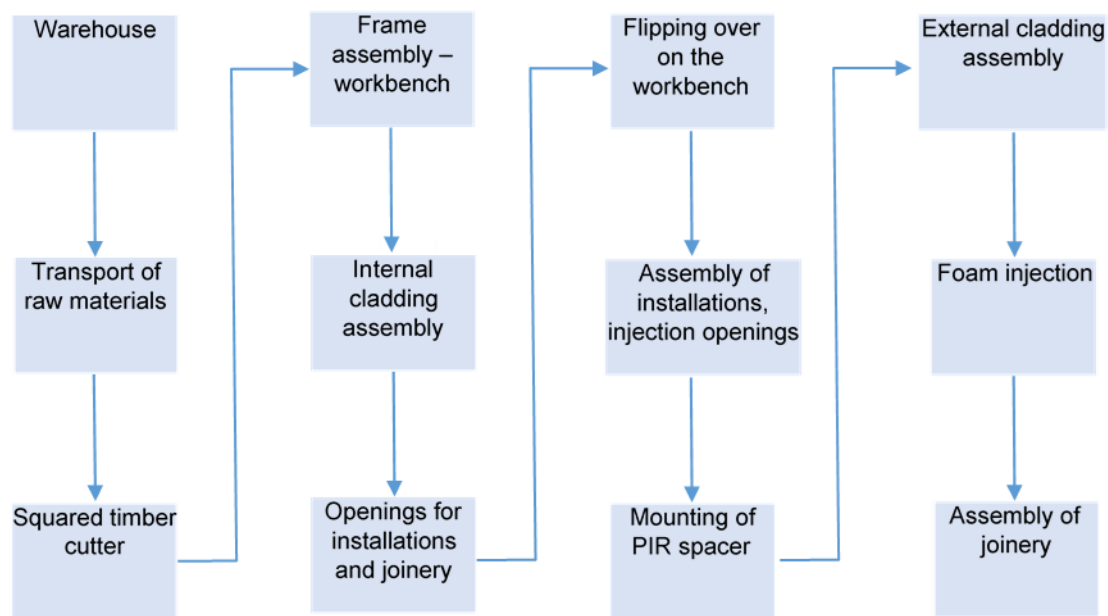 Warehouse
Transport of
raw materials
Squared timber
cutter
Frame
assembly –
workbench
Internal
cladding
assembly
Openings for
installations
and joinery
Flipping over
on the
workbench
Assembly of
installations,
injection openings
Mounting of
PIR spacer
External cladding
assembly
Foam injection
Assembly of
joinery